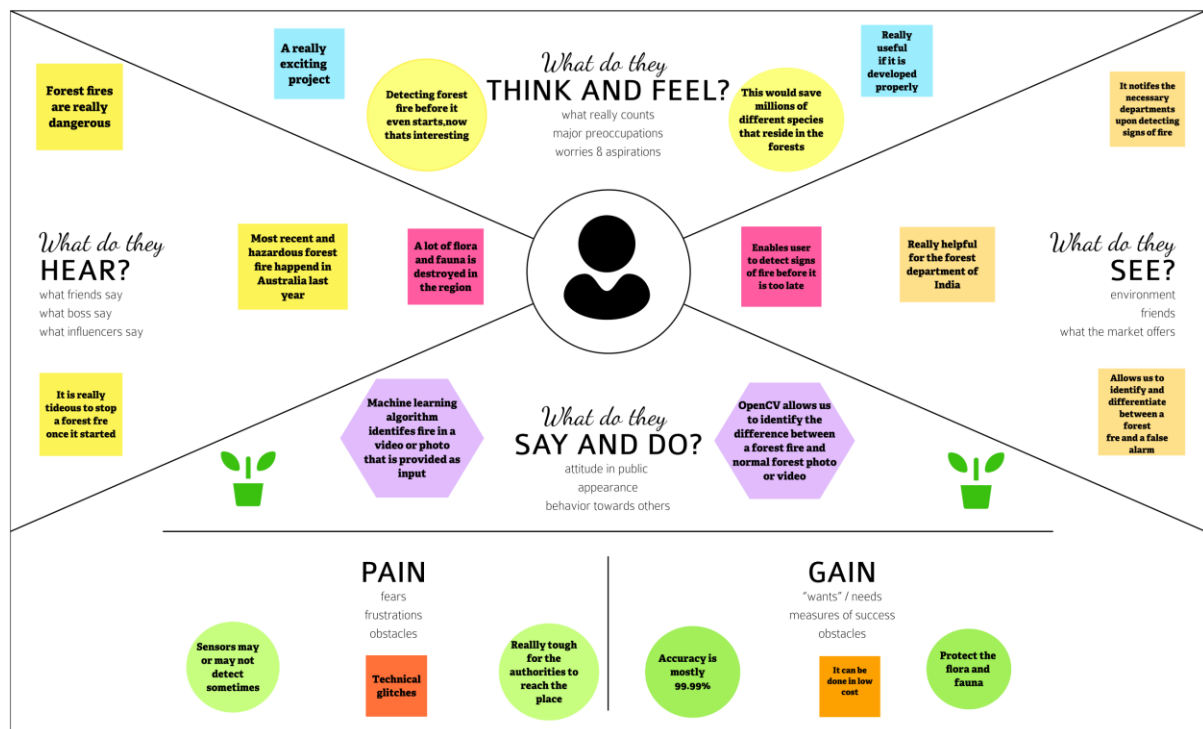 What do they
THINK AND FEEL?
what really counts
major preoccupations
worries & aspirations
A really
exciting
project
Detecting forest
fire before it
even starts,now
thats interesting
This would save
millions of
different species
that reside in the
forests
Really
useful
if it is
developed
properly
What do they
HEAR?
what friends say
what boss say
what influencers say
Forest fires
are really
dangerous
Most recent and
hazardous forest
fire happend in
Australia last
year
A lot of flora
and fauna is
destroyed in
the region
It is really
tideous to stop
a forest fre
once it started
What do they
SEE?
environment
friends
what the market offers
It notifes the
necessary
departments
upon detecting
signs of fire
Enables user
to detect signs
of fire before it
is too late
Really helpful
for the forest
department of
India
Allows us to
identify and
differentiate
between a
forest
fre and a false
alarm
What do they
SAY AND DO?
attitude in public
appearance
behavior towards others
Machine learning
algorithm
identifes fire in a
video or photo
that is provided as
input
OpenCV allows us
to identify the
difference between
a forest fire and
normal forest photo
or video
PAIN
fears
frustrations
obstacles
Sensors may
or may not
detect
sometimes
Technical
glitches
Reallly tough
for the
authorities to
reach the
place
GAIN
"wants" / needs
measures of success
obstacles
Accuracy is
mostly
99.99%
It can be
done in low
cost
Protect the
flora and
fauna